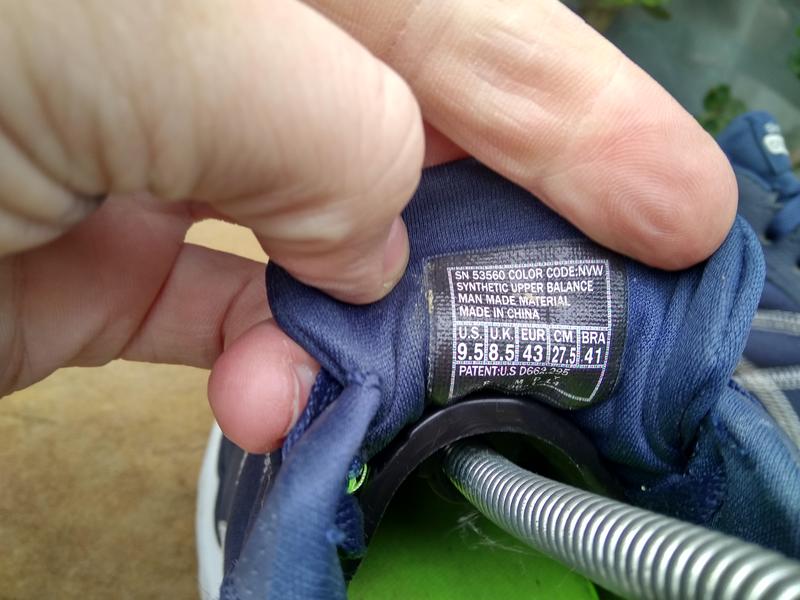 SN 53560 COLOR CODE:NVW
SYNTHETIC UPPER BALANCE
MAN MADE MATERIAL
MADE IN CHINA
U.S. U.K. EUR CM BRA
9.5 8.5 43 27.5 41
PATENT:U.S D662.295